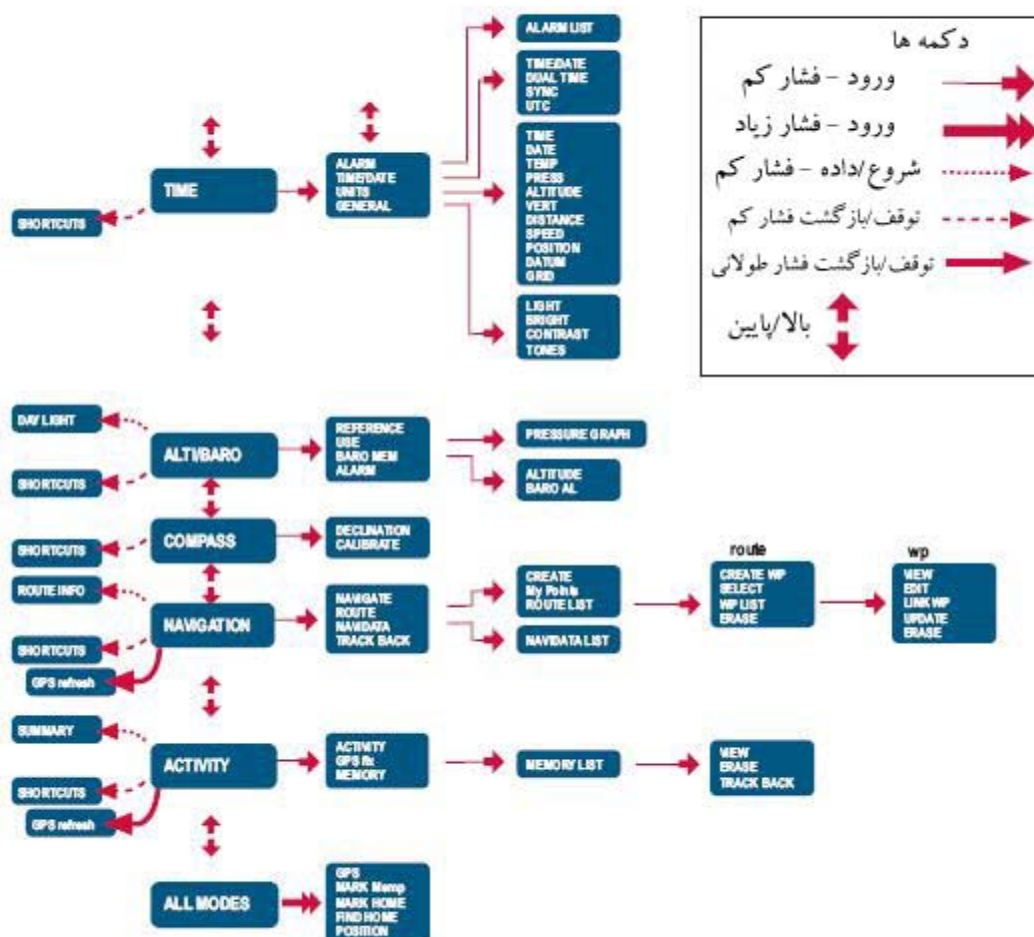 ALARM LIST
TIME/DATE
DUAL TIME
SYNC
UTC
TIME
DATE
TEMP
PRESS
ALTITUDE
VERT
DISTANCE
SPEED
POSITION
DATUM
GRID
LIGHT
BRIGHT
CONTRAST
TONES
TIME
ALARM
TIME/DATE
UNITS
GENERAL
SHORTCUTS
دکمه ها
ورود - فشار کم
ورود - فشار زیاد
شروع/داده - فشار کم
توقف/بازگشت فشار کم
توقف/بازگشت فشار طولانی
بالا/پایین
DAY LIGHT
ALTI/BARO
SHORTCUTS
REFERENCE
USE
BARO MEM
ALARM
PRESSURE GRAPH
ALTITUDE
BARO AL
COMPASS
SHORTCUTS
DECLINATION
CALIBRATE
ROUTE INFO
NAVIGATION
SHORTCUTS
GPS refresh
NAVIGATE
ROUTE
NAVIDATA
TRACK BACK
CREATE
My Points
ROUTE LIST
NAVIDATA LIST
route
CREATE WP
SELECT
WP LIST
ERASE
wp
VIEW
EDIT
LINK WP
UPDATE
ERASE
SUMMARY
ACTIVITY
SHORTCUTS
GPS refresh
ACTIVITY
GPS fix
MEMORY
MEMORY LIST
VIEW
ERASE
TRACK BACK
ALL MODES
GPS
MARK Memp
MARK HOME
FIND HOME
POSITION